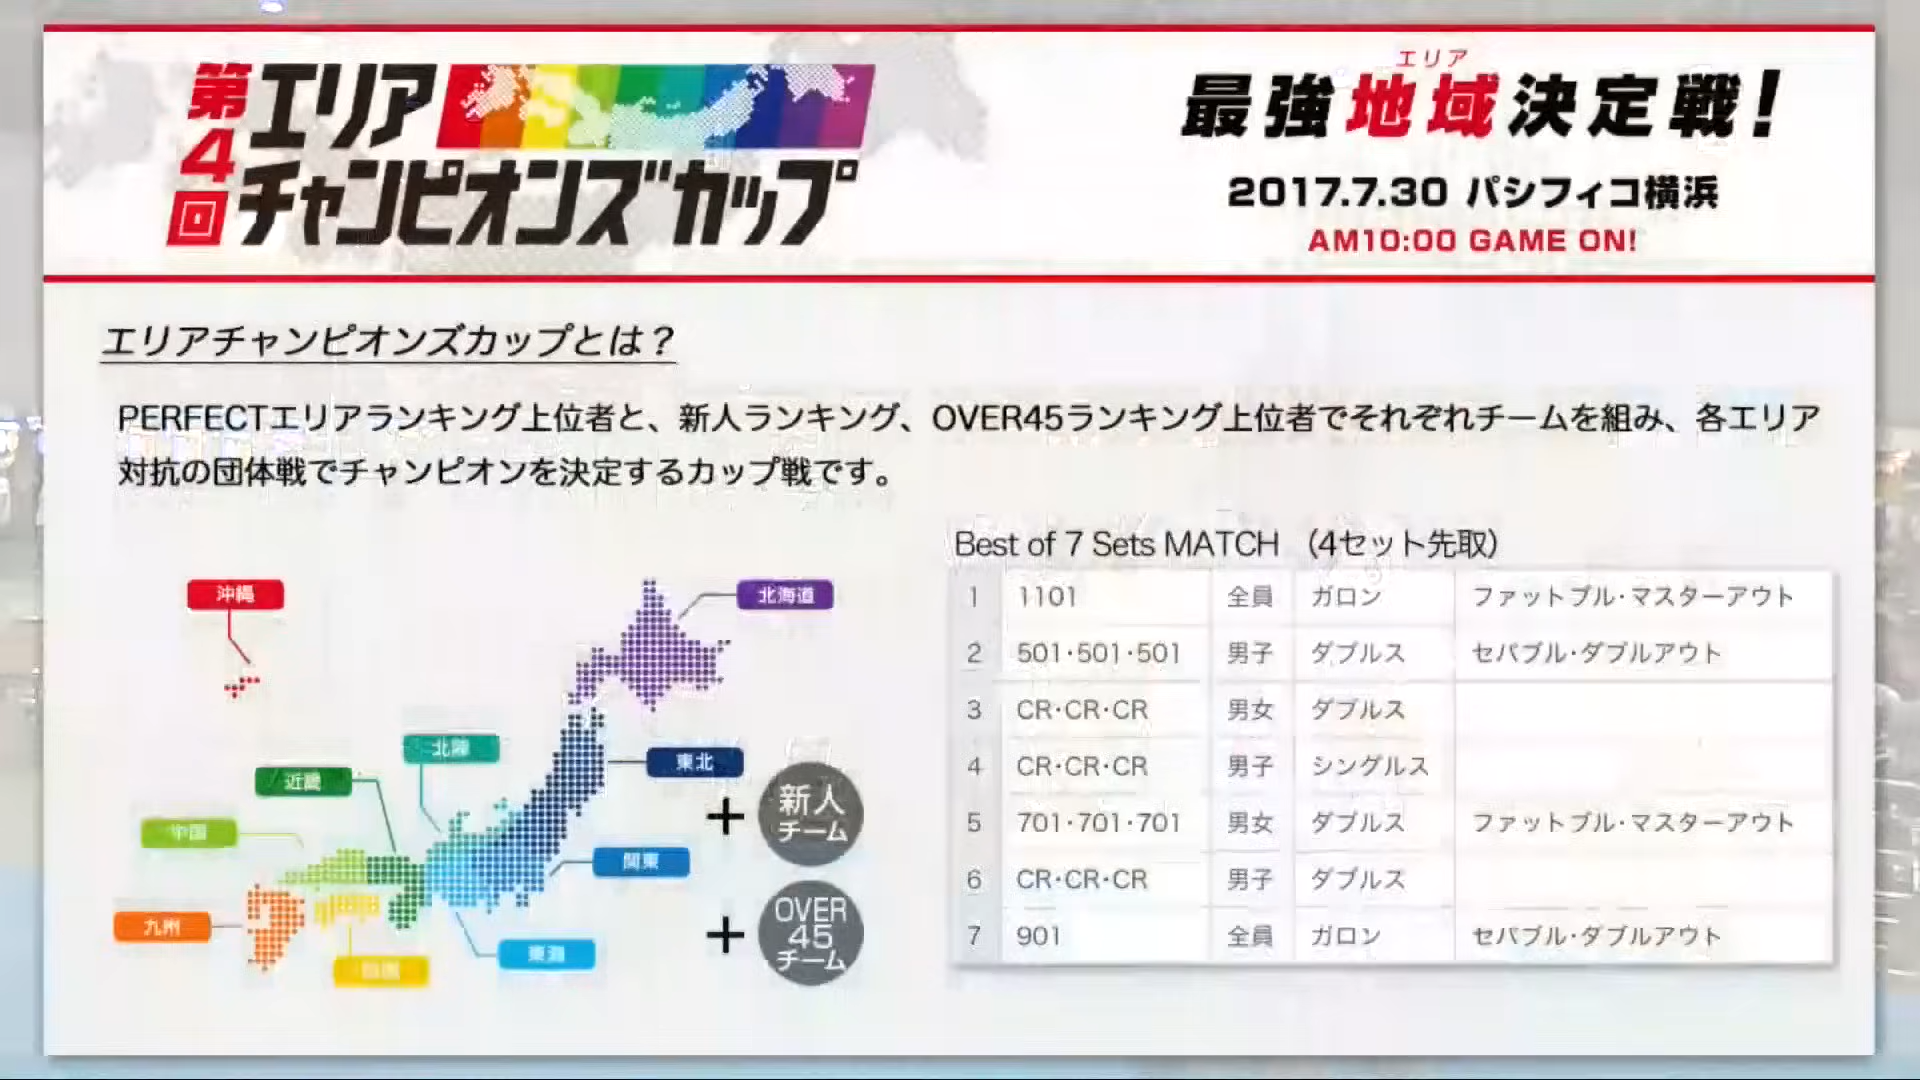 第4回
エリア
チャンピオンズカップ
エリア
最強地域決定戦!
2017.7.30 パシフィコ横浜
AM10:00 GAME ON!
エリアチャンピオンズカップとは?
PERFECTエリアランキング上位者と、新人ランキング、OVER45ランキング上位者でそれぞれチームを組み、各エリア
対抗の団体戦でチャンピオンを決定するカップ戦です。
沖縄
北海道
北陸
東北
近畿
中国
関東
九州
東海
四国
+ 新人
チーム
+ OVER
45
チーム
Best of 7 Sets MATCH (4セット先取)
1 1101 全員 ガロン ファットブル・マスターアウト
2 501・501・501 男子 ダブルス セパブル・ダブルアウト
3 CR・CR・CR 男女 ダブルス
4 CR・CR・CR 男子 シングルス
5 701・701・701 男女 ダブルス ファットブル・マスターアウト
6 CR・CR・CR 男子 ダブルス
7 901 全員 ガロン セパブル・ダブルアウト